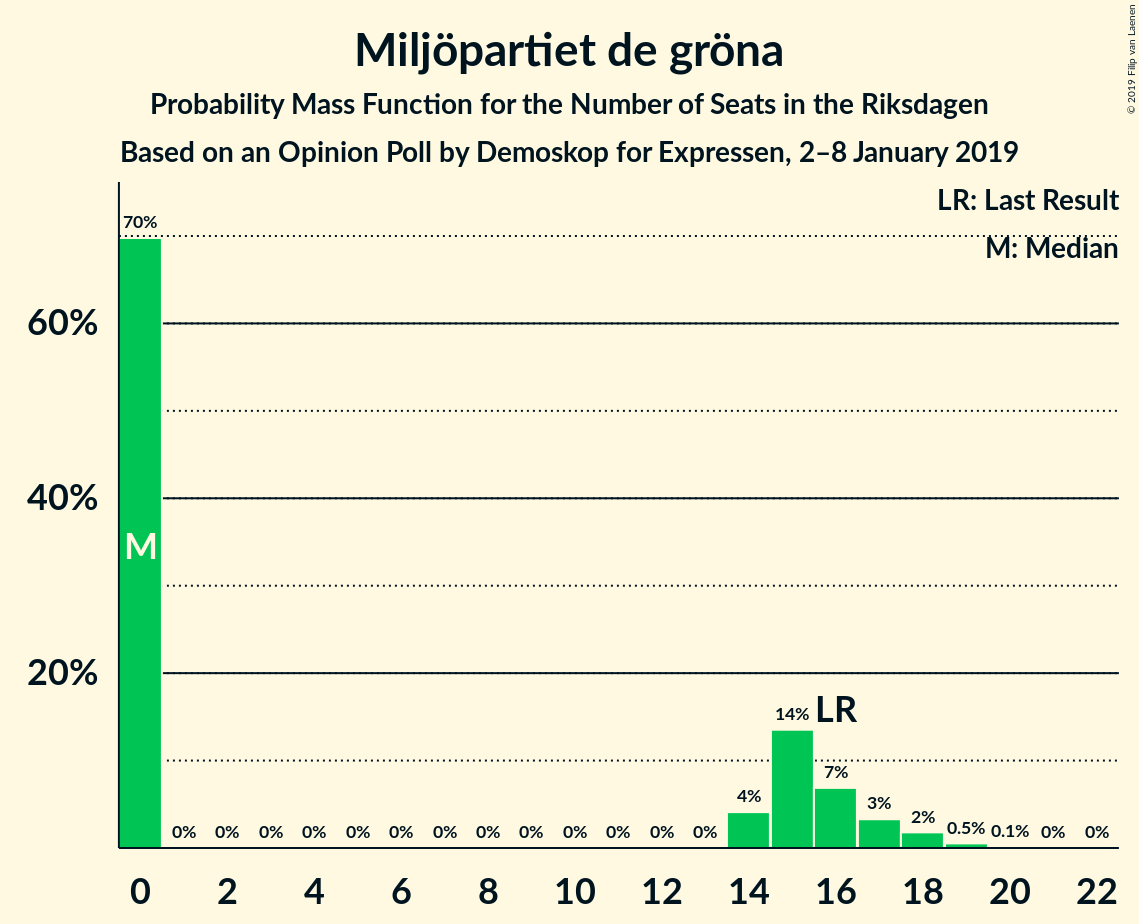 Miljöpartiet de gröna
Probability Mass Function for the Number of Seats in the Riksdagen
Based on an Opinion Poll by Demoskop for Expressen, 2–8 January 2019
© 2019 Filip van Laenen
LR: Last Result
M: Median
70%
60%
40%
M
20%
14% LR
7%
4%
3%
2%
0% 0% 0% 0% 0% 0% 0% 0% 0% 0% 0% 0% 0% 0.5% 0.1% 0% 0%
0 2 4 6 8 10 12 14 16 18 20 22